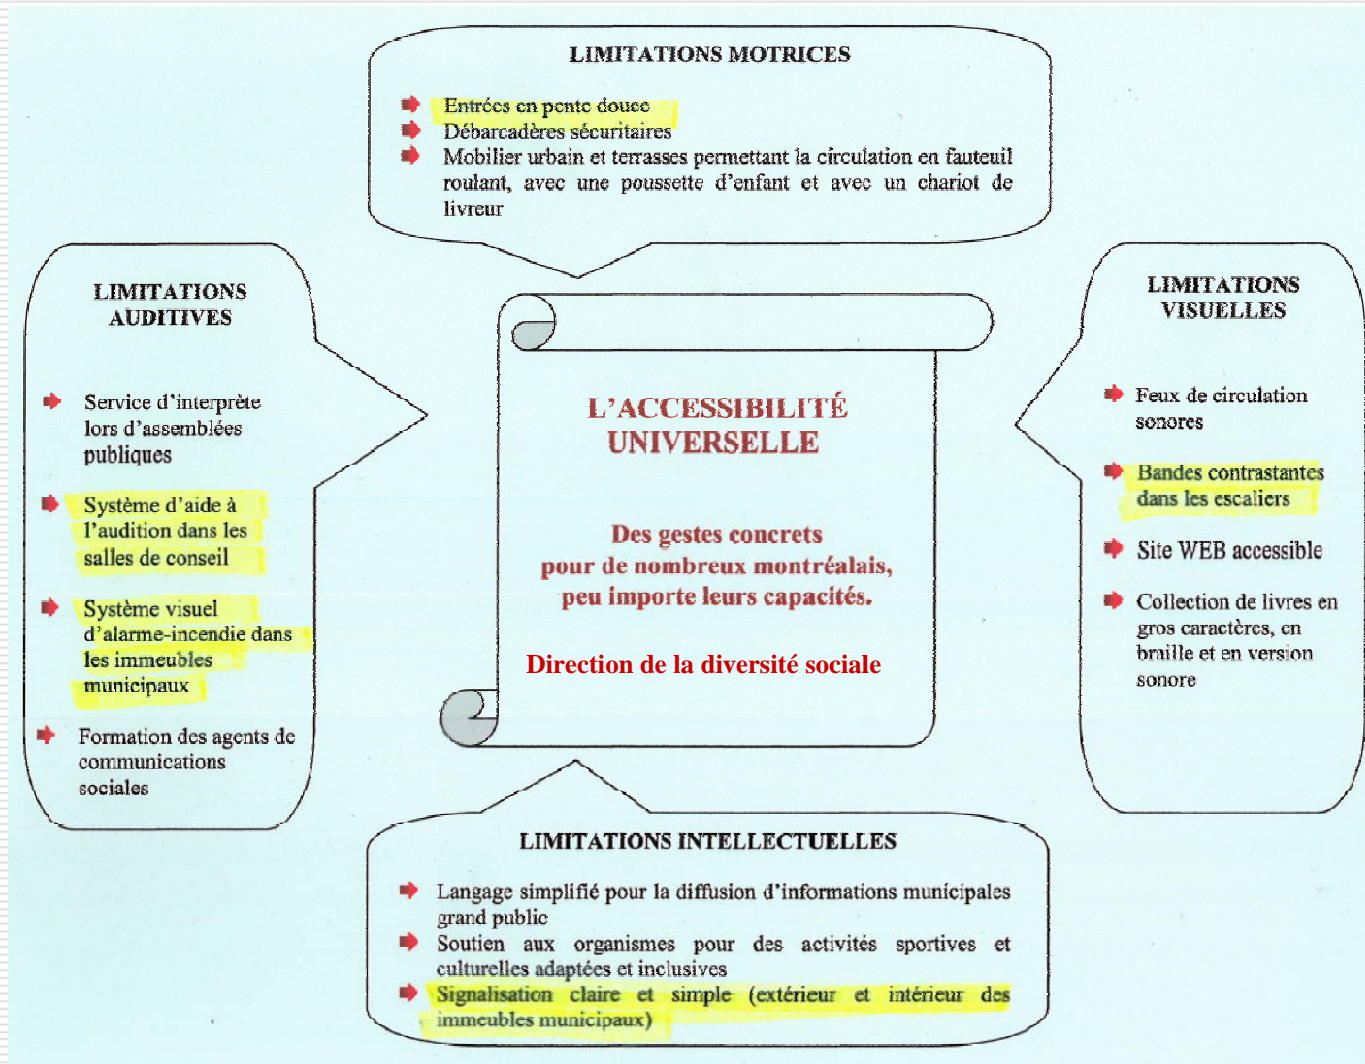 LIMITATIONS MOTRICES
Entrées en pente douce
Débarcadères sécuritaires
Mobilier urbain et terrasses permettant la circulation en fauteuil
roulant, avec une poussette d'enfant et avec un chariot de
livreur
LIMITATIONS
AUDITIVES
Service d'interprète
lors d'assemblées
publiques
Système d'aide à
l'audition dans les
salles de conseil
Système visuel
d'alarme-incendie dans
les immeubles
municipaux
Formation des agents de
communications
sociales
L'ACCESSIBILITÉ
UNIVERSELLE
Des gestes concrets
pour de nombreux montréalais,
peu importe leurs capacités.
Direction de la diversité sociale
LIMITATIONS
VISUELLES
Feux de circulation
sonores
Bandes contrastantes
dans les escaliers
Site WEB accessible
Collection de livres en
gros caractères, en
braille et en version
sonore
LIMITATIONS INTELLECTUELLES
Langage simplifié pour la diffusion d'informations municipales
grand public
Soutien aux organismes pour des activités sportives et
culturelles adaptées et inclusives
Signalisation claire et simple (extérieur et intérieur des
immeubles municipaux)